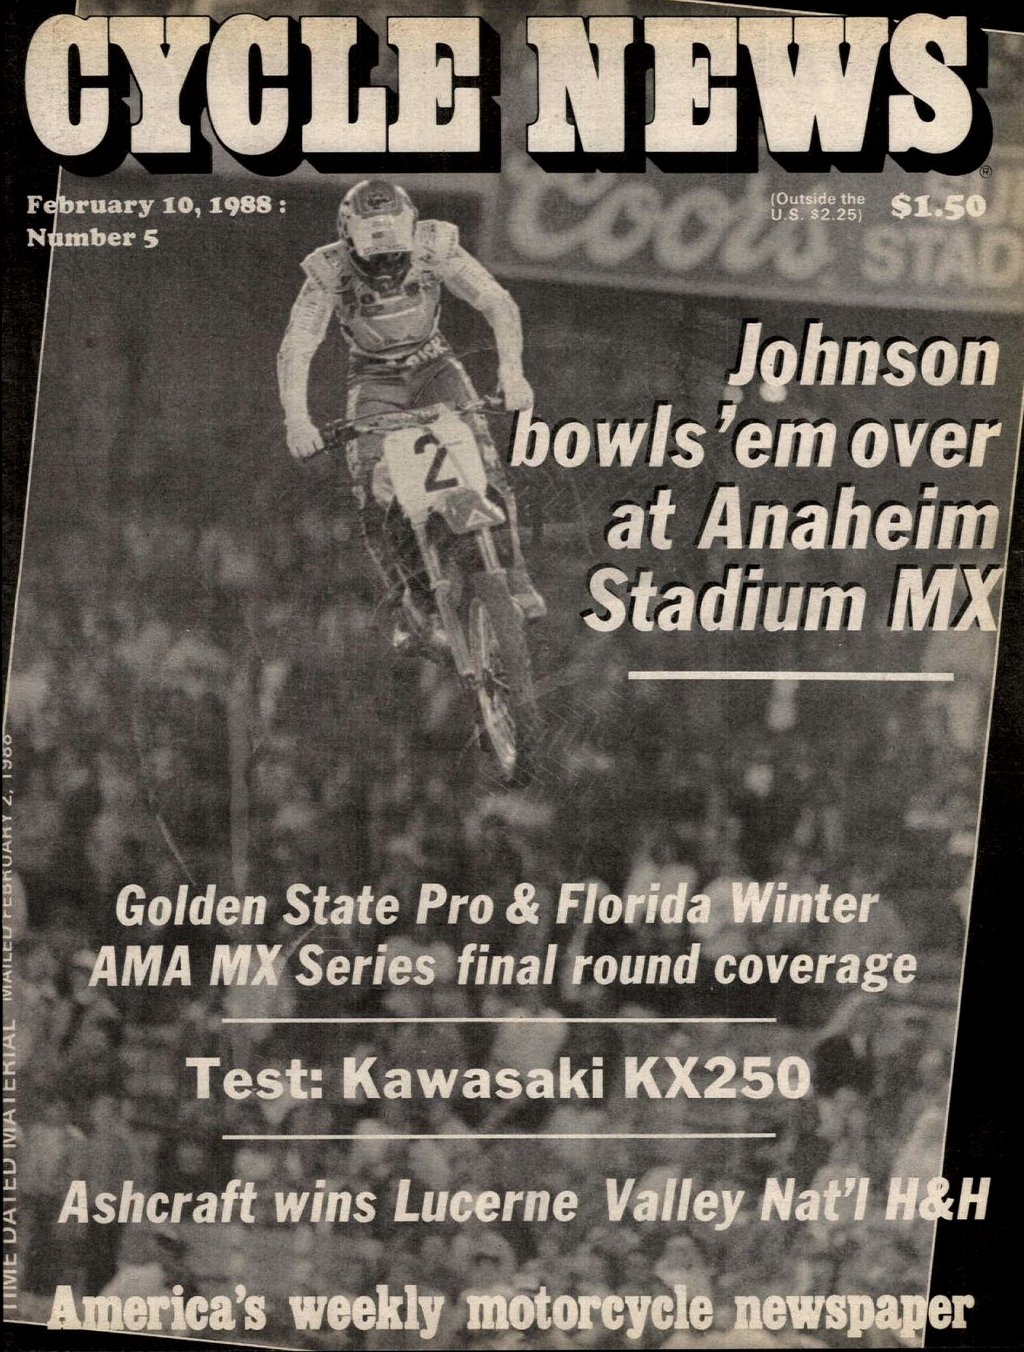 CYCLE NEWS
®
February 10, 1988 :
Number 5
(Outside the
U.S. $2.25)
$1.50
Coors
STAD
RICK
2
Johnson
bowls 'em over
at Anaheim
Stadium MX
Golden State Pro & Florida Winter
AMA MX Series final round coverage
Test: Kawasaki KX250
Ashcraft wins Lucerne Valley Nat'l H&H
America's weekly motorcycle newspaper
TIME DATED MATERIAL MAILED FEBRUARY 2, 1988